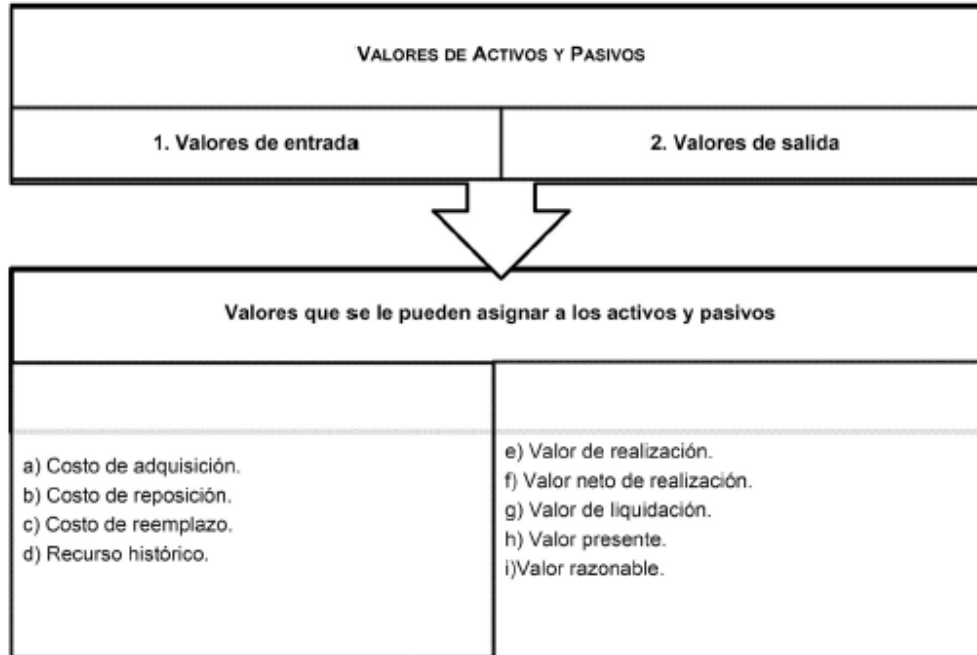 VALORES DE ACTIVOS Y PASIVOS
1. Valores de entrada
2. Valores de salida
Valores que se le pueden asignar a los activos y pasivos
a) Costo de adquisición.
b) Costo de reposición.
c) Costo de reemplazo.
d) Recurso histórico.
e) Valor de realización.
f) Valor neto de realización.
g) Valor de liquidación.
h) Valor presente.
i)Valor razonable.